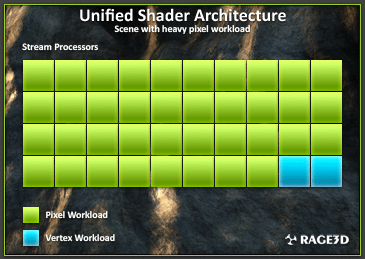 Unified Shader Architecture
Scene with heavy pixel workload
Stream Processors
Pixel Workload
Vertex Workload
RAGE3D